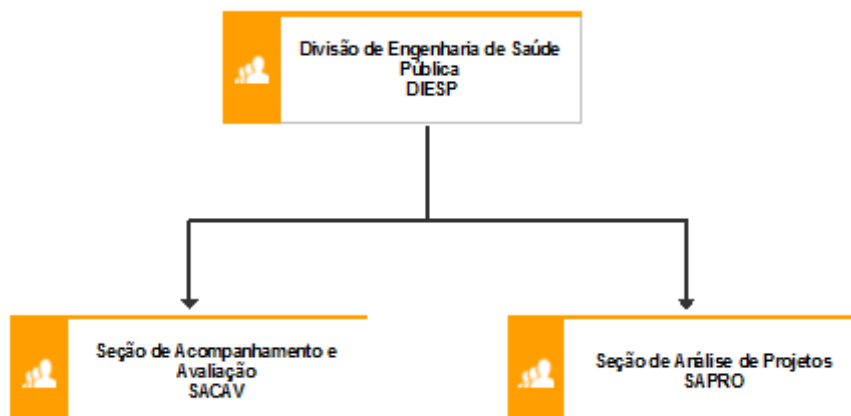 Divisão de Engenharia de Saúde
Pública
DIESP
Seção de Acompanhamento e
Avaliação
SACAV
Seção de Análise de Projetos
SAPRO